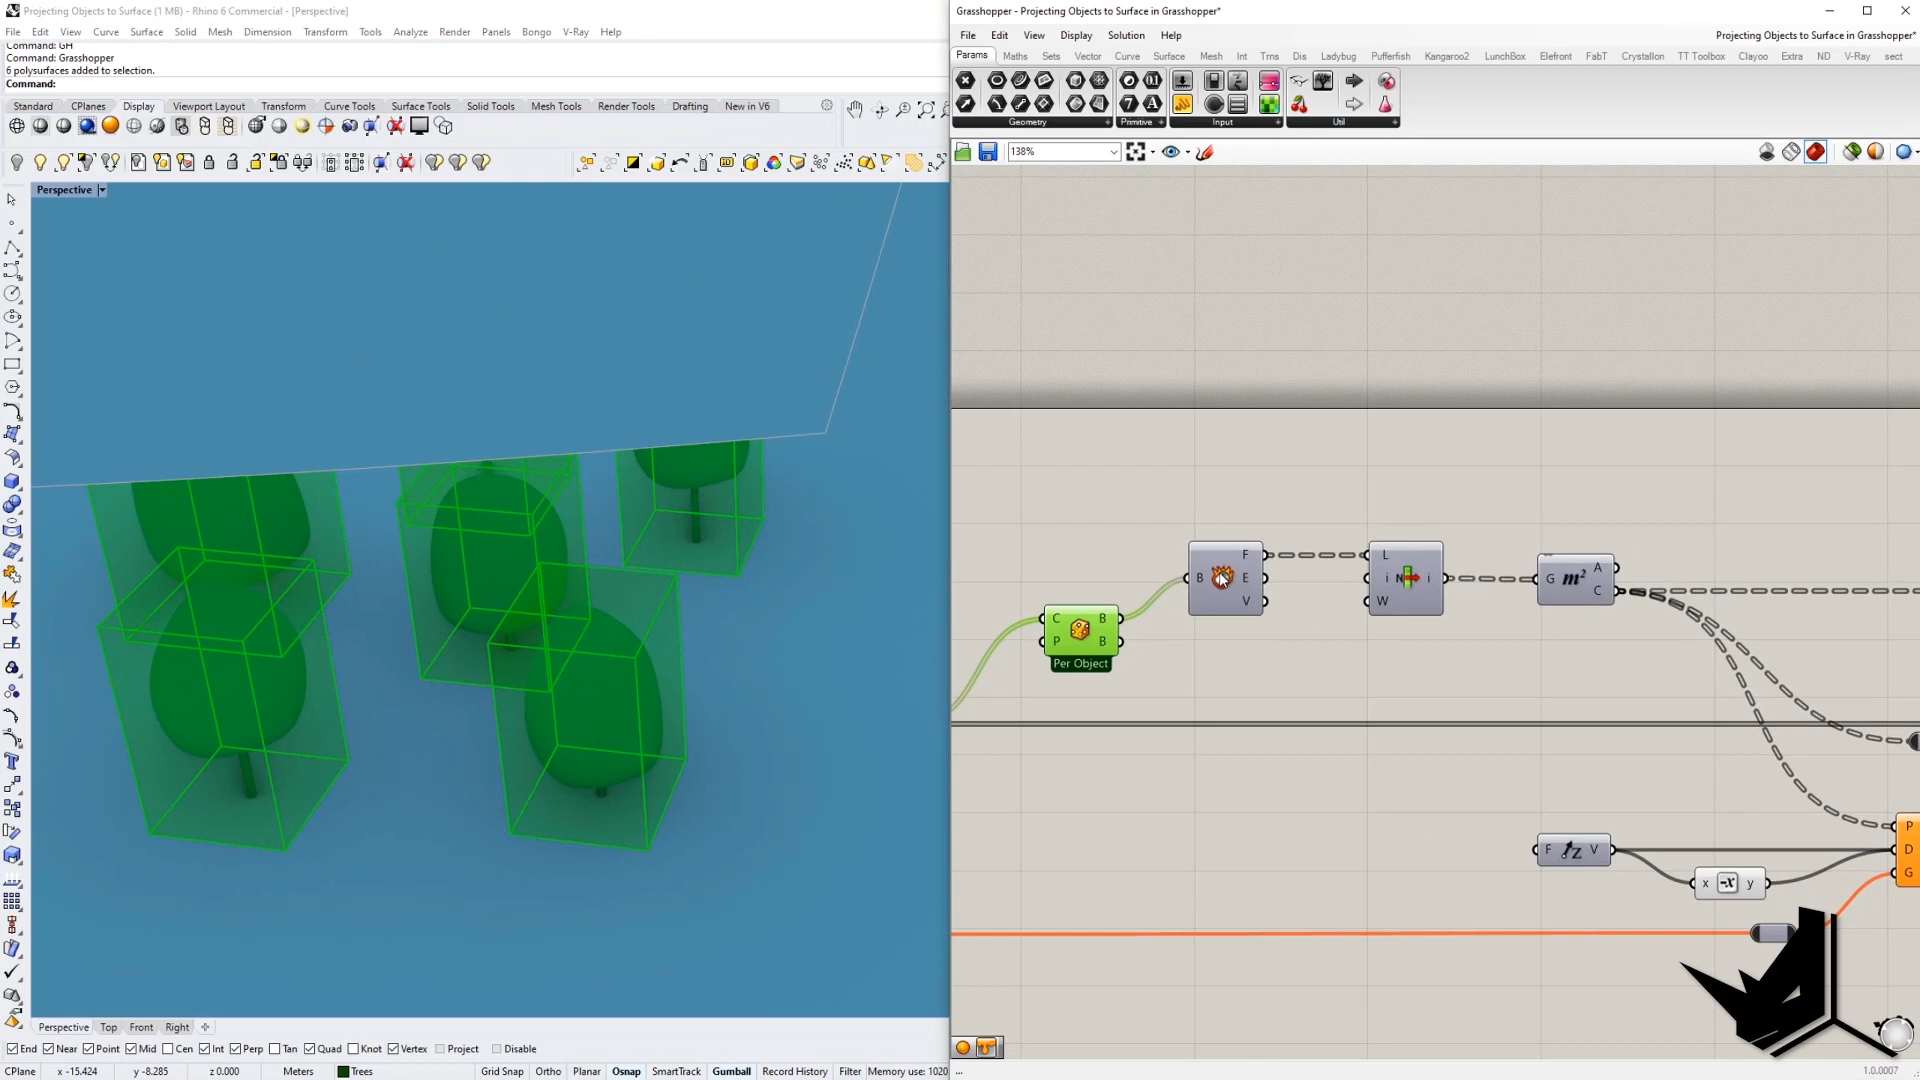 Projecting Objects to Surface (1 MB) - Rhino 6 Commercial - [Perspective]
File Edit View Curve Surface Solid Mesh Dimension Transform Tools Analyze Render Panels Bongo V-Ray Help
Command: GH
Command: Grasshopper
6 polysurfaces added to selection.
Command:
Standard CPlanes Display Viewport Layout Transform Curve Tools Surface Tools Solid Tools Mesh Tools Render Tools Drafting New in V6
Perspective
Perspective Top Front Right
End Near Point Mid Cen Int Perp Tan Quad Knot Vertex Project Disable
CPlane x -15.424 y -8.285 z 0.000 Meters Trees Grid Snap Ortho Planar Osnap SmartTrack Gumball Record History Filter Memory use: 1020
Grasshopper - Projecting Objects to Surface in Grasshopper*
File Edit View Display Solution Help
Projecting Objects to Surface in Grasshopper*
Params Maths Sets Vector Curve Surface Mesh Int Trns Dis Ladybug Pufferfish Kangaroo2 LunchBox Elefront FabT Crystallon TT Toolbox Clayoo Extra ND V-Ray sect
Geometry Primitive Input Util
138%
C P B B
Per Object
B F E V
L i W N i
G m² A C
F Z V
x -x y
P D G
1.0.0007